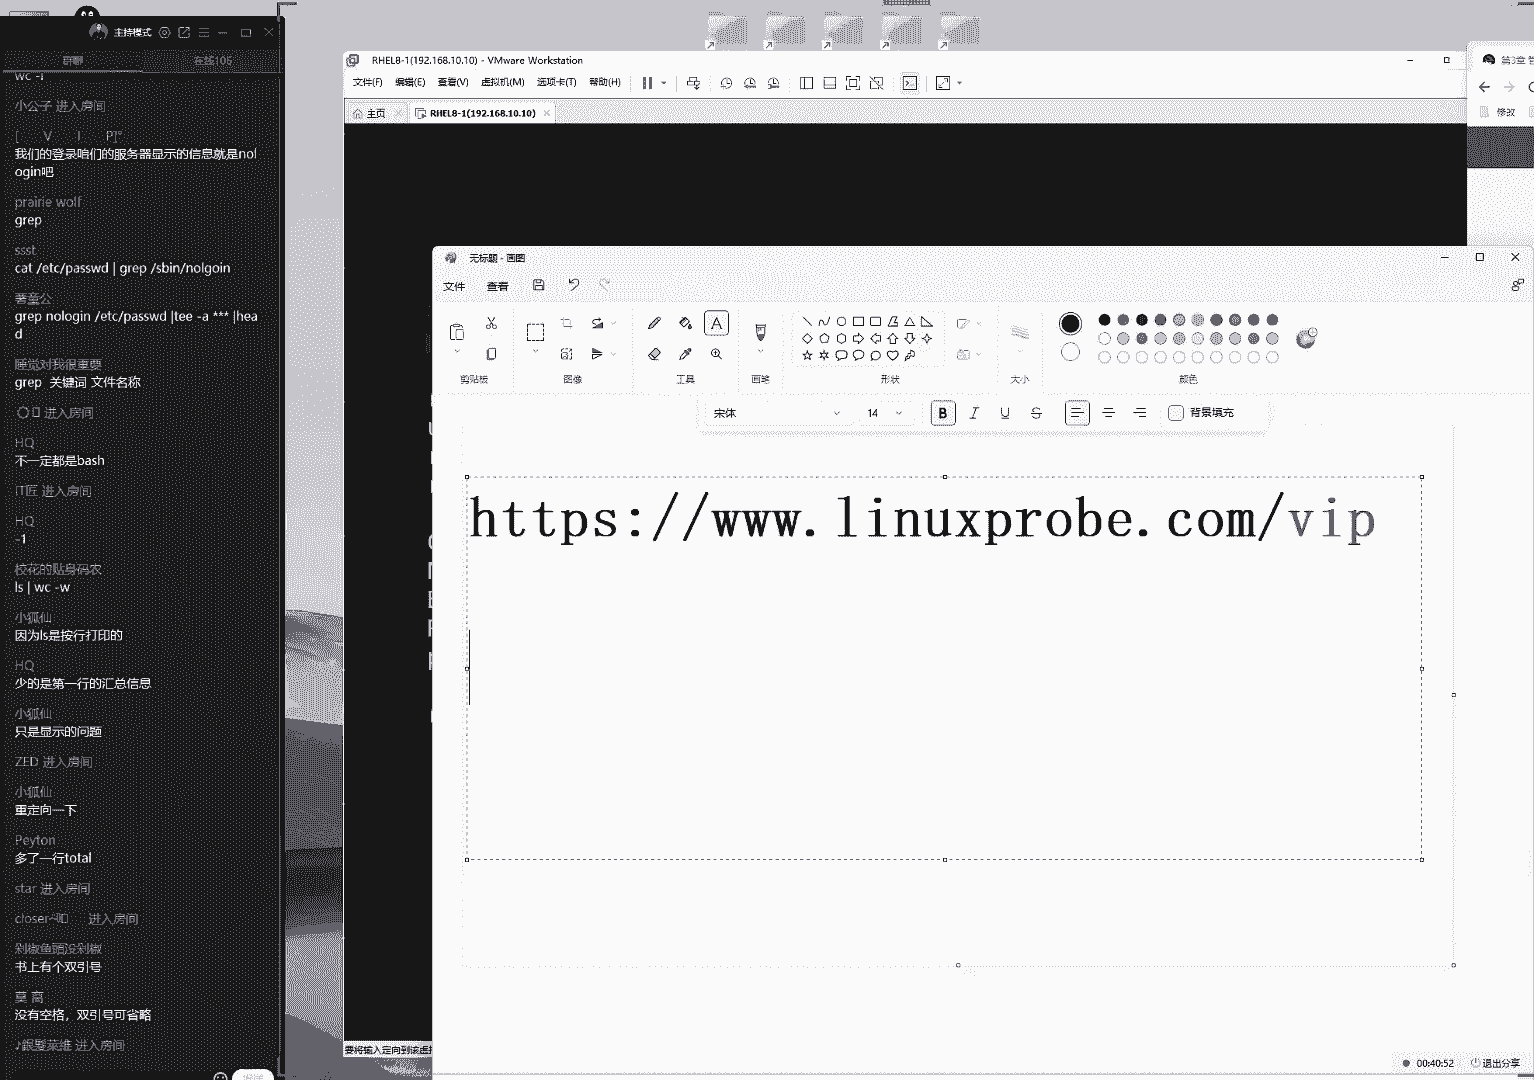 主持模式
群聊
在线105
wc -l
小公子 进入房间
[ V I P]°
我们的登录咱们的服务器显示的信息就是nol
ogin吧
prairie wolf
grep
ssst
cat /etc/passwd | grep /sbin/nolgoin
著童公
grep nologin /etc/passwd |tee -a *** |hea
d
睡觉对我很重要
grep 关键词 文件名称
进入房间
HQ
不一定都是bash
IT匠 进入房间
HQ
-1
校花的贴身码农
ls | wc -w
小狐仙
因为ls是按行打印的
HQ
少的是第一行的汇总信息
小狐仙
只是显示的问题
ZED 进入房间
小狐仙
重定向一下
Peyton
多了一行total
star 进入房间
closer 进入房间
剁椒鱼頭没剁椒
书上有个双引号
莫 离
没有空格，双引号可省略
进入房间
RHEL8-1(192.168.10.10) - VMware Workstation
文件(F) 编辑(E) 查看(V) 虚拟机(M) 选项卡(T) 帮助(H)
主页
RHEL8-1(192.168.10.10)
第3章 管
修改
无标题 - 画图
文件 查看
剪贴板 图像 工具 画笔 形状 大小 颜色
宋体 14 B I U S 背景填充
https://www.linuxprobe.com/vip
要将输入定向到该虚拟
00:40:52 退出分享